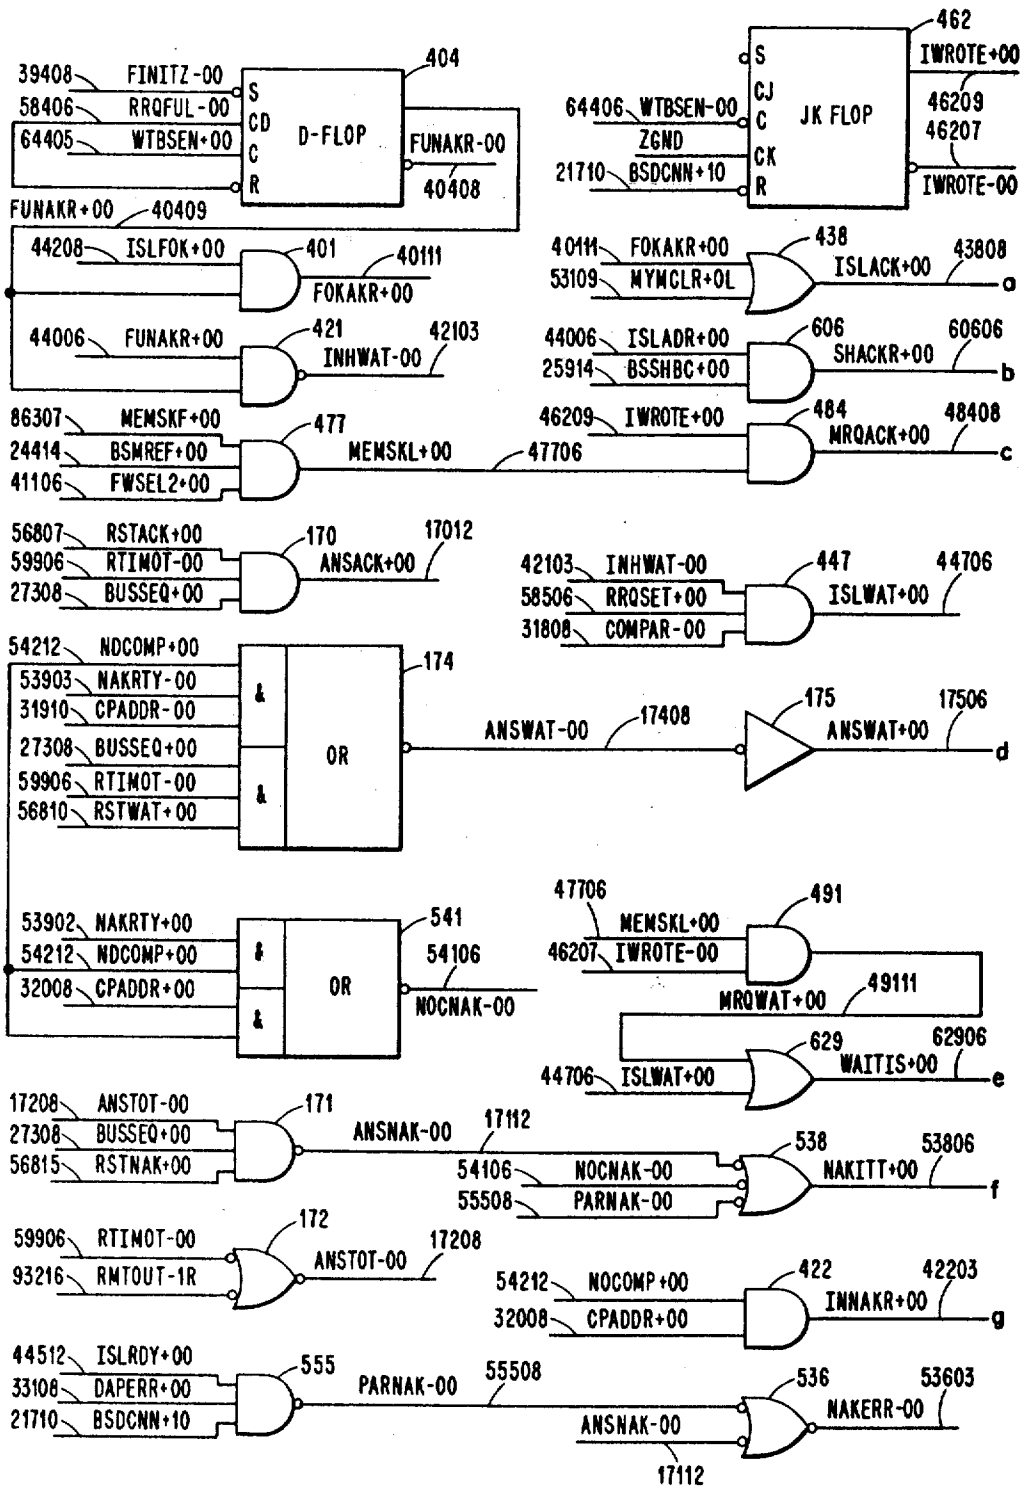 404
39408 FINITZ-00
S
58406 RRQFUL-00
CD
D-FLOP
64405 WTBSEN+00
C
FUNAKR-00
R
40408
FUNAKR+00 40409
462
S
IWROTE+00
CJ
46209
64406 WTBSEN-00
C
JK FLOP
46207
ZGND
CK
21710 BSDCNN+10
R
IWROTE-00
44208 ISLFOK+00
401
40111
FOKAKR+00
40111 FOKAKR+00
438
ISLACK+00 43808
53109 MYMCLR+0L
a
44006 FUNAKR+00
421
INHWAT-00 42103
44006 ISLADR+00
606
SHACKR+00 60606
25914 BSSHBC+00
b
86307 MEMSKF+00
477
24414 BSMREF+00
MEMSKL+00 47706
41106 FWSEL2+00
46209 IWROTE+00
484
MRQACK+00 48408
c
56807 RSTACK+00
170
59906 RTIMOT-00
ANSACK+00 17012
27308 BUSSEQ+00
42103 INHWAT-00
447
44706
58506 RRQSET+00
ISLWAT+00
31808 COMPAR-00
54212 NDCOMP+00
174
53903 NAKRTY-00
&
31910 CPADDR-00
27308 BUSSEQ+00
OR
ANSWAT-00 17408
175
ANSWAT+00 17506
d
59906 RTIMOT-00
&
56810 RSTWAT+00
53902 NAKRTY+00
541
54212 NDCOMP+00
&
54106
32008 CPADDR+00
OR
NOCNAK-00
&
47706
MEMSKL+00
491
46207 IWROTE-00
MRQWAT+00 49111
629
WAITIS+00 62906
44706 ISLWAT+00
e
17208 ANSTOT-00
171
27308 BUSSEQ+00
ANSNAK-00 17112
56815 RSTNAK+00
538
54106 NOCNAK-00
NAKITT+00 53806
55508 PARNAK-00
f
59906 RTIMOT-00
172
93216 RMTOUT-1R
ANSTOT-00 17208
54212 NOCOMP+00
422
42203
32008 CPADDR+00
INNAKR+00
g
44512 ISLRDY+00
555
33108 DAPERR+00
PARNAK-00 55508
21710 BSDCNN+10
536
53603
ANSNAK-00
NAKERR-00
17112